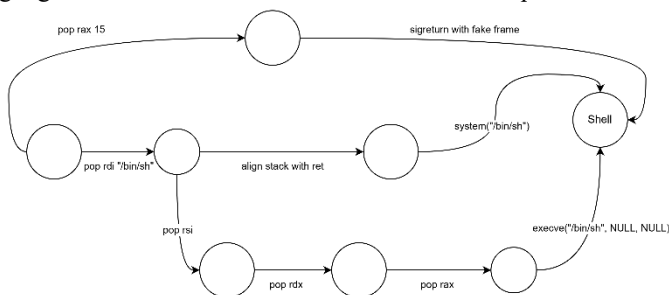 pop rax 15
sigreturn with fake frame
system("/bin/sh")
Shell
pop rdi "/bin/sh"
align stack with ret
pop rsi
execve("/bin/sh", NULL, NULL)
pop rdx
pop rax